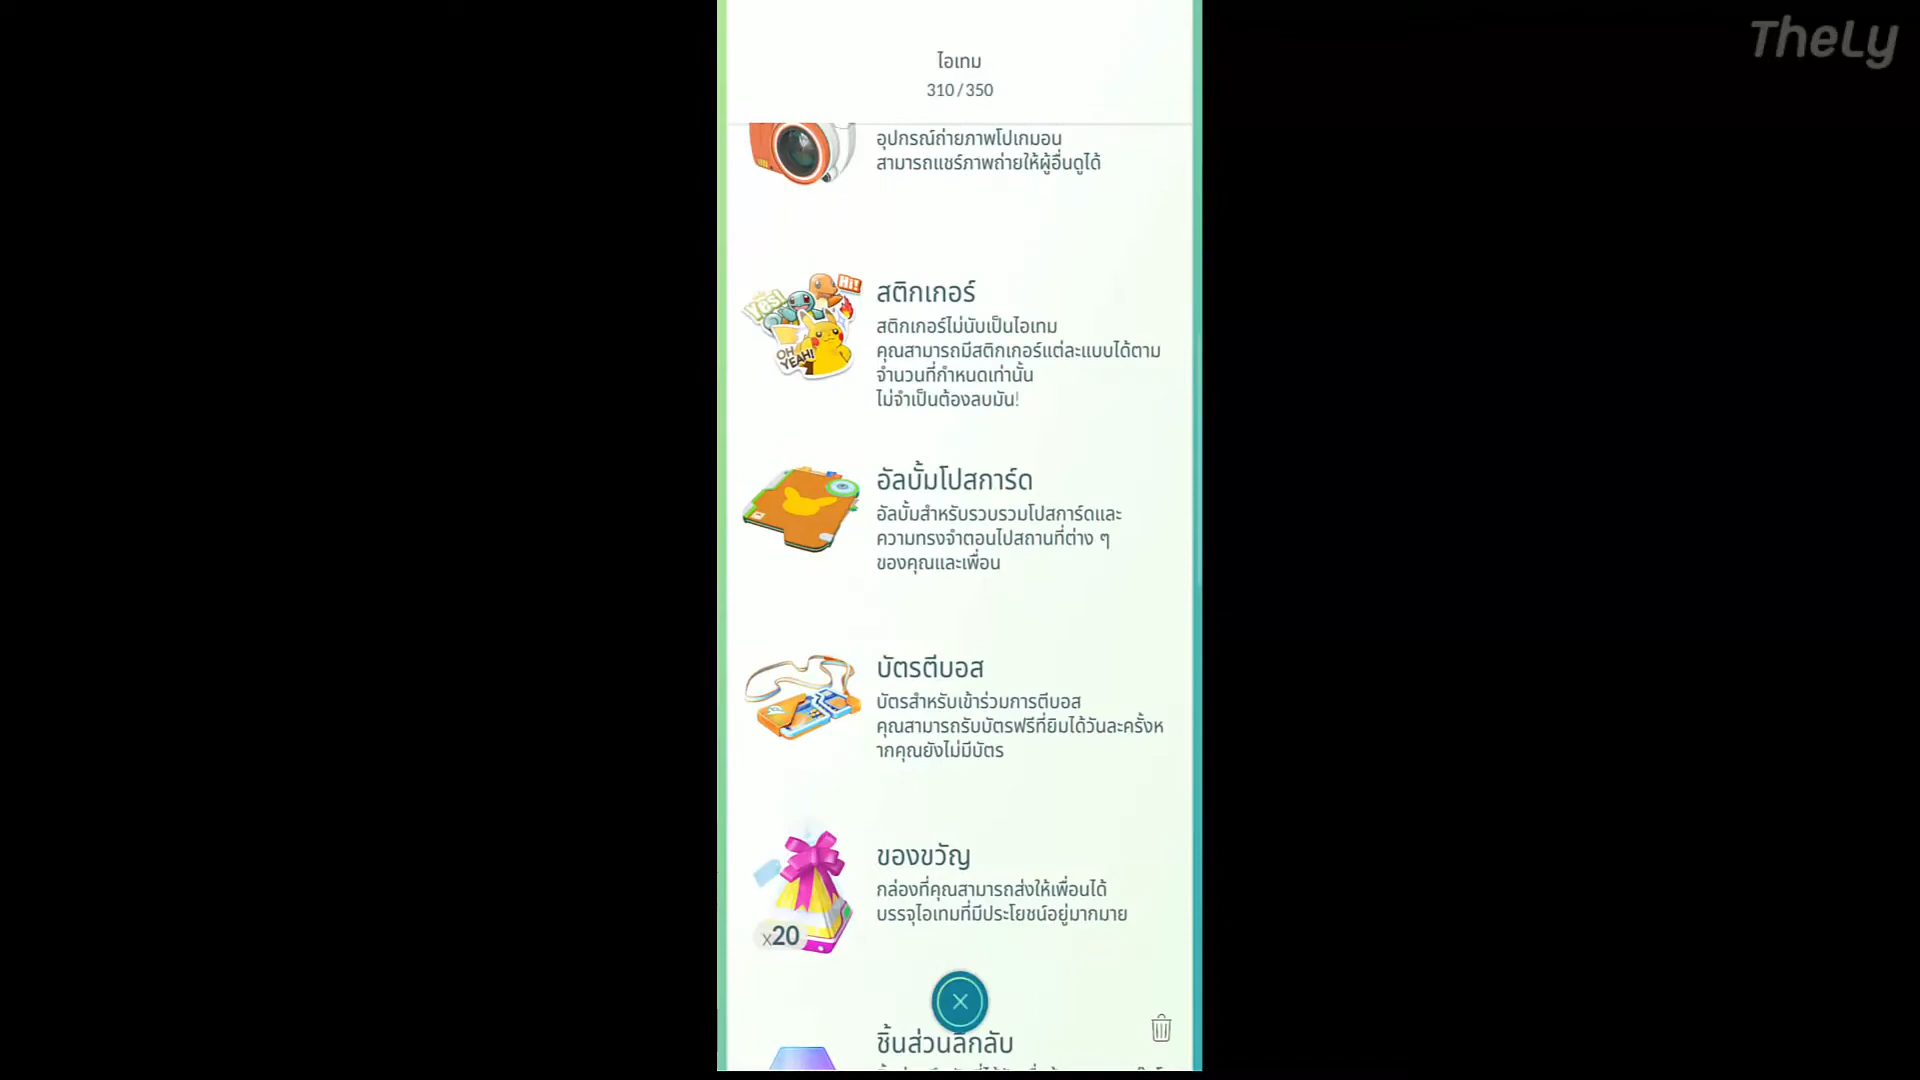 TheLy
ไอเทม
310/350
อุปกรณ์ถ่ายภาพโปเกมอน
สามารถแชร์ภาพถ่ายให้ผู้อื่นดูได้
Hi!
YES!
OH
YEAH!
สติกเกอร์
สติกเกอร์ไม่นับเป็นไอเทม
คุณสามารถมีสติกเกอร์แต่ละแบบได้ตาม
จำนวนที่กำหนดเท่านั้น
ไม่จำเป็นต้องลบมัน!
อัลบั้มโปสการ์ด
อัลบั้มสำหรับรวบรวมโปสการ์ดและ
ความทรงจำตอนไปสถานที่ต่าง ๆ
ของคุณและเพื่อน
บัตรตีบอส
บัตรสำหรับเข้าร่วมการตีบอส
คุณสามารถรับบัตรฟรีที่ยิมได้วันละครั้งห
ากคุณยังไม่มีบัตร
ของขวัญ
กล่องที่คุณสามารถส่งให้เพื่อนได้
บรรจุไอเทมที่มีประโยชน์อยู่มากมาย
x20
ชิ้นส่วนลึกลับ